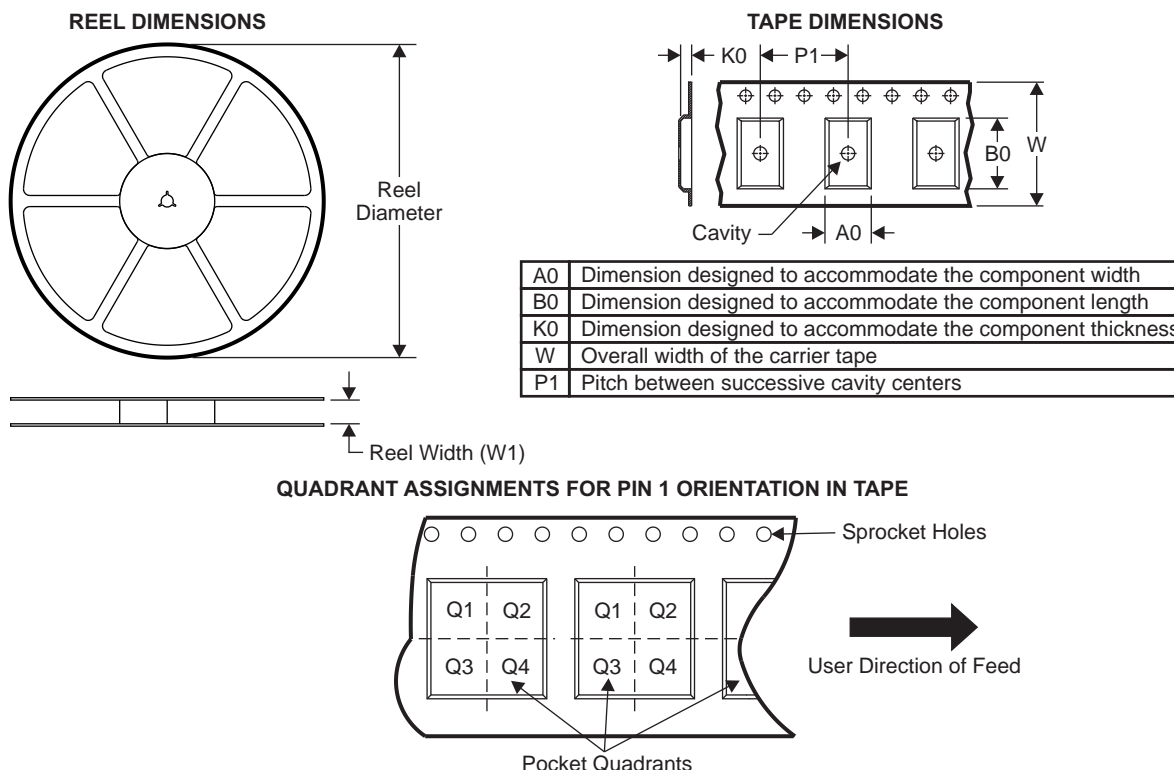 REEL DIMENSIONS
TAPE DIMENSIONS
K0
P1
Reel
Diameter
B0
W
Cavity
A0
A0 Dimension designed to accommodate the component width
B0 Dimension designed to accommodate the component length
K0 Dimension designed to accommodate the component thickness
W Overall width of the carrier tape
P1 Pitch between successive cavity centers
Reel Width (W1)
QUADRANT ASSIGNMENTS FOR PIN 1 ORIENTATION IN TAPE
Sprocket Holes
Q1 Q2 Q1 Q2
Q3 Q4 Q3 Q4
User Direction of Feed
Pocket Quadrants